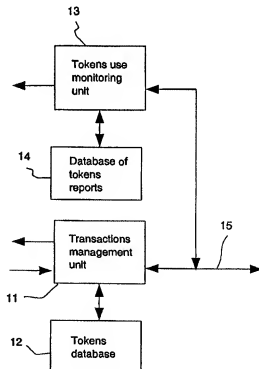 13
Tokens use
monitoring
unit
14
Database of
tokens
reports
15
Transactions
management
unit
11
12
Tokens
database